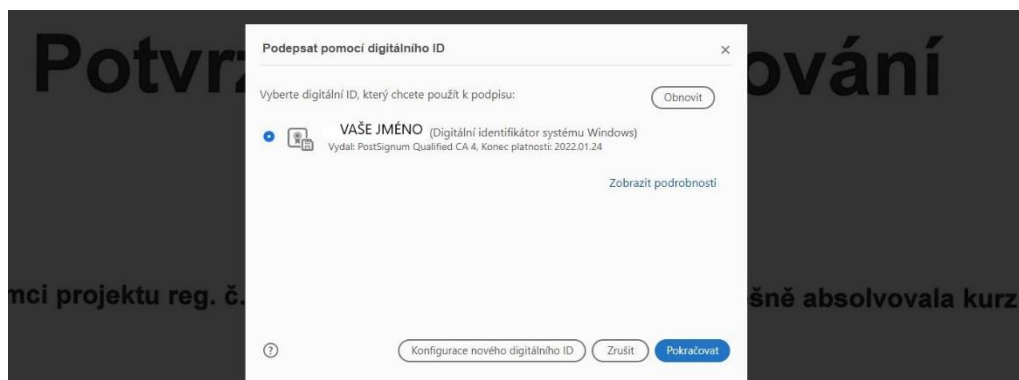 Potvrz
ování
Podepsat pomocí digitálního ID
Vyberte digitální ID, který chcete použít k podpisu:
Obnovit
VAŠE JMÉNO (Digitální identifikátor systému Windows)
Vydal: PostSignum Qualified CA 4, Konec platnosti: 2022.01.24
Zobrazit podrobnosti
mci projektu reg. č.
šně absolvovala kurz
Konfigurace nového digitálního ID
Zrušit
Pokračovat